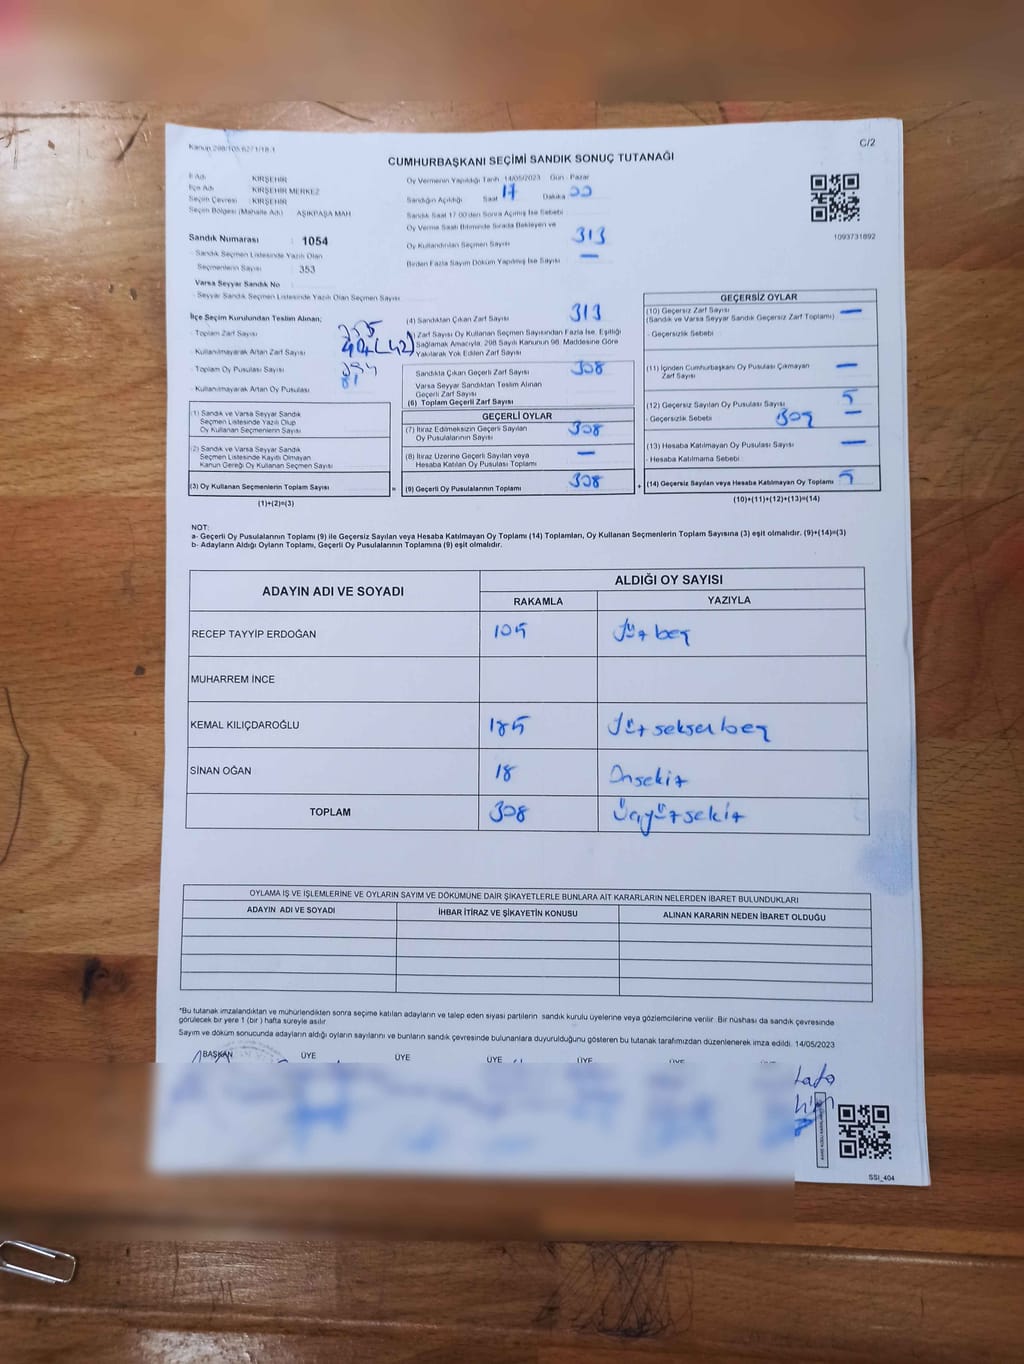 Kanun 298/105 6271/18-1
C/2
CUMHURBAŞKANI SEÇİMİ SANDIK SONUÇ TUTANAĞI
İl Adı KIRŞEHİR
İlçe Adı KIRŞEHİR MERKEZ
Seçim Çevresi KIRŞEHİR
Seçim Bölgesi (Mahalle Adı) AŞIKPAŞA MAH
Sandık Numarası : 1054
Sandık Seçmen Listesinde Yazılı Olan
Seçmenlerin Sayısı : 353
Varsa Seyyar Sandık No
- Seyyar Sandık Seçmen Listesinde Yazılı Olan Seçmen Sayısı
Oy Vermenin Yapıldığı Tarih 14/05/2023 Gün Pazar
Sandığın Açıldığı Saat 17 Dakika 00
Sandık Saat 17:00'den Sonra Açılmış İse Sebebi
Oy Verme Saati Bitiminde Sırada Bekleyen ve
Oy Kullandırılan Seçmen Sayısı 313
Birden Fazla Sayım Döküm Yapılmış İse Sayısı —
1093731892
İlçe Seçim Kurulundan Teslim Alınan;
- Toplam Zarf Sayısı
- Kullanılmayarak Artan Zarf Sayısı
- Toplam Oy Pusulası Sayısı
- Kullanılmayarak Artan Oy Pusulası 81
(4) Sandıktan Çıkan Zarf Sayısı 313
Zarf Sayısı Oy Kullanan Seçmen Sayısından Fazla İse, Eşitliği
Sağlamak Amacıyla, 298 Sayılı Kanunun 98. Maddesine Göre
Yakılarak Yok Edilen Zarf Sayısı
Sandıkta Çıkan Geçerli Zarf Sayısı 308
Varsa Seyyar Sandıktan Teslim Alınan
Geçerli Zarf Sayısı
(6) Toplam Geçerli Zarf Sayısı
GEÇERSİZ OYLAR
(10) Geçersiz Zarf Sayısı —
(Sandık ve Varsa Seyyar Sandık Geçersiz Zarf Toplamı)
- Geçersizlik Sebebi :
(11) İçinden Cumhurbaşkanı Oy Pusulası Çıkmayan —
Zarf Sayısı
(12) Geçersiz Sayılan Oy Pusulası Sayısı 5
- Geçersizlik Sebebi : —
(13) Hesaba Katılmayan Oy Pusulası Sayısı —
- Hesaba Katılmama Sebebi :
(14) Geçersiz Sayılan veya Hesaba Katılmayan Oy Toplamı 5
(10)+(11)+(12)+(13)=(14)
(1) Sandık ve Varsa Seyyar Sandık
Seçmen Listesinde Yazılı Olup
Oy Kullanan Seçmenlerin Sayısı
(2) Sandık ve Varsa Seyyar Sandık
Seçmen Listesinde Kayıtlı Olmayan
Kanun Gereği Oy Kullanan Seçmen Sayısı
(3) Oy Kullanan Seçmenlerin Toplam Sayısı =
(1)+(2)=(3)
GEÇERLİ OYLAR
(7) İtiraz Edilmeksizin Geçerli Sayılan 308
Oy Pusulalarının Sayısı
(8) İtiraz Üzerine Geçerli Sayılan veya —
Hesaba Katılan Oy Pusulası Toplamı
(9) Geçerli Oy Pusulalarının Toplamı 308 +
NOT:
a- Geçerli Oy Pusulalarının Toplamı (9) ile Geçersiz Sayılan veya Hesaba Katılmayan Oy Toplamı (14) Toplamları, Oy Kullanan Seçmenlerin Toplam Sayısına (3) eşit olmalıdır. (9)+(14)=(3)
b- Adayların Aldığı Oyların Toplamı, Geçerli Oy Pusulalarının Toplamına (9) eşit olmalıdır.
ADAYIN ADI VE SOYADI
ALDIĞI OY SAYISI
RAKAMLA YAZIYLA
RECEP TAYYİP ERDOĞAN 105 Yüz beş
MUHARREM İNCE
KEMAL KILIÇDAROĞLU 185 Yüz seksen beş
SİNAN OĞAN 18 Onsekiz
TOPLAM 308 Üçyüzsekiz
OYLAMA İŞ VE İŞLEMLERİNE VE OYLARIN SAYIM VE DÖKÜMÜNE DAİR ŞİKAYETLERLE BUNLARA AİT KARARLARIN NELERDEN İBARET BULUNDUKLARI
ADAYIN ADI VE SOYADI İHBAR İTİRAZ VE ŞİKAYETİN KONUSU ALINAN KARARIN NEDEN İBARET OLDUĞU
*Bu tutanak imzalandıktan ve mühürlendikten sonra seçime katılan adayların ve talep eden siyasi partilerin sandık kurulu üyelerine veya gözlemcilerine verilir. Bir nüshası da sandık çevresinde
görülecek bir yere 1 (bir ) hafta süreyle asılır.
Sayım ve döküm sonucunda adayların aldığı oyların sayılarını ve bunların sandık çevresinde bulunanlara duyurulduğunu gösteren bu tutanak tarafımızdan düzenlenerek imza edildi. 14/05/2023
BAŞKAN ÜYE ÜYE ÜYE ÜYE ÜYE ÜYE
SSI_404